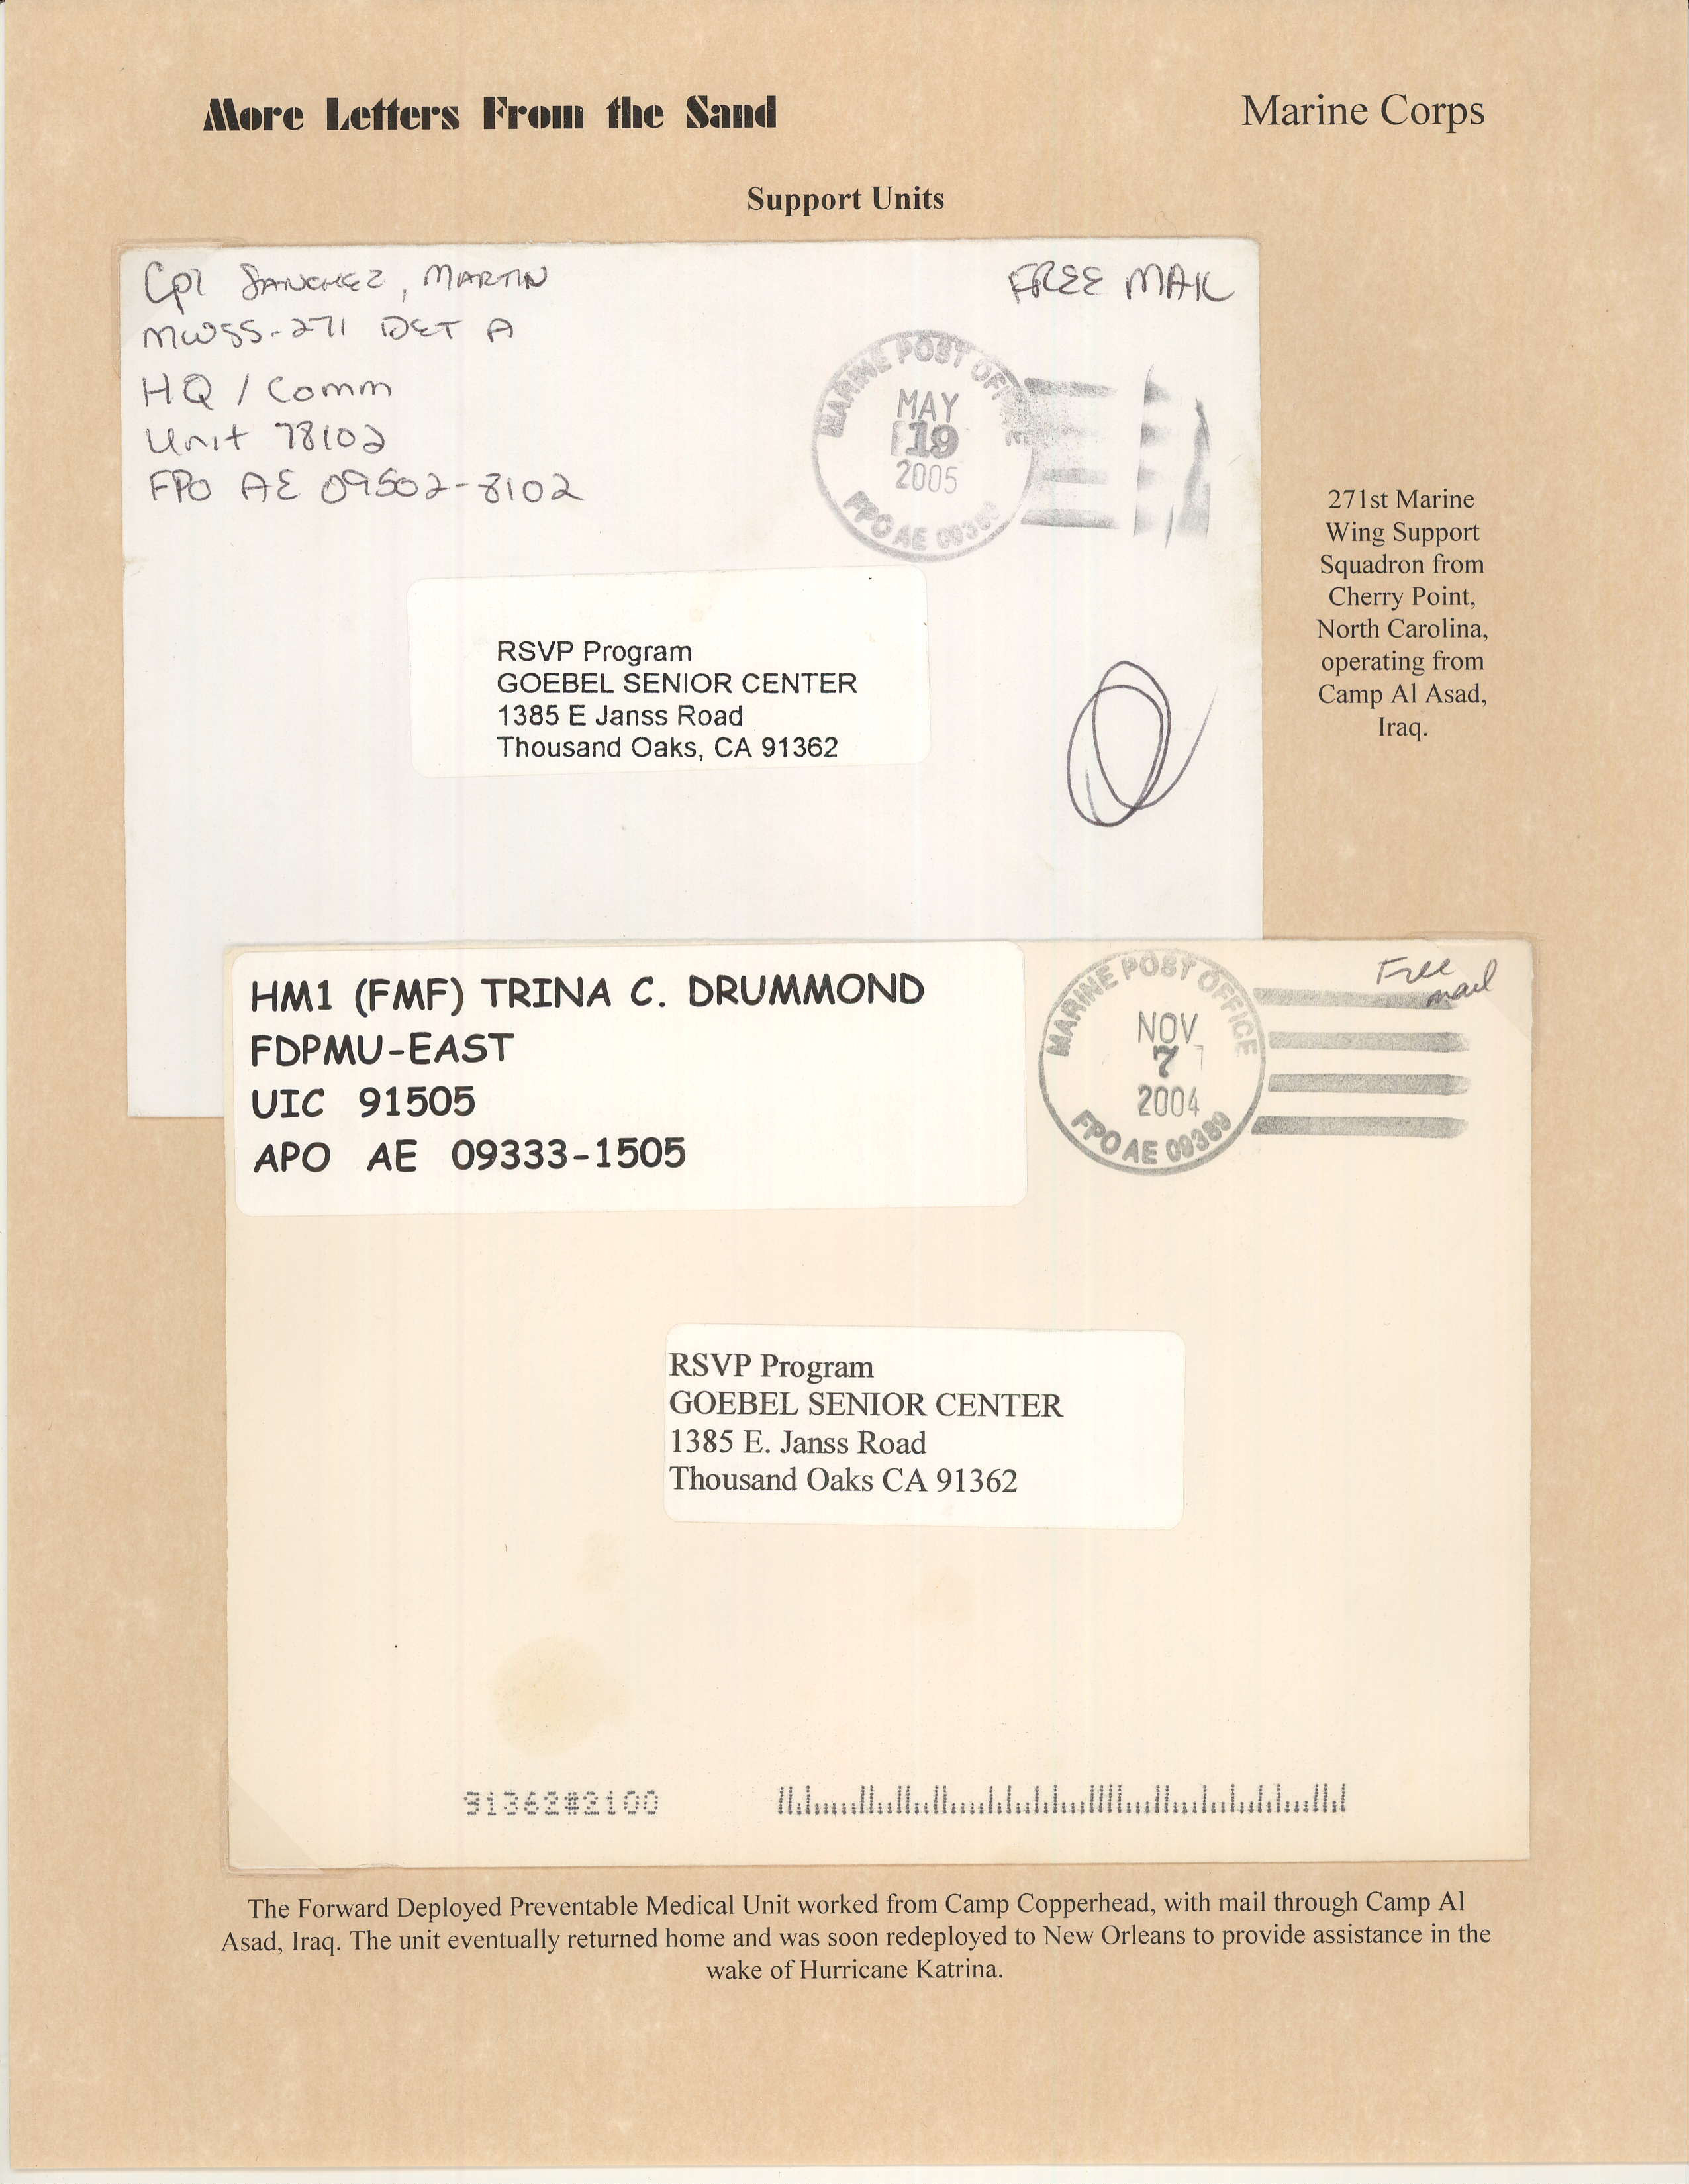 More Letters From the Sand
Marine Corps
Support Units
Cpl SANCHEZ, MARTIN
MWSS-271 DET A
HQ / Comm
Unit 78102
FPO AE 09502-8102
FREE MAIL
MARINE POST OFFICE
MAY
19
2005
FPO AE
RSVP Program
GOEBEL SENIOR CENTER
1385 E Janss Road
Thousand Oaks, CA 91362
271st Marine
Wing Support
Squadron from
Cherry Point,
North Carolina,
operating from
Camp Al Asad,
Iraq.
HM1 (FMF) TRINA C. DRUMMOND
FDPMU-EAST
UIC 91505
APO AE 09333-1505
MARINE POST OFFICE
NOV
7
2004
FPO AE 09389
Free
mail
RSVP Program
GOEBEL SENIOR CENTER
1385 E. Janss Road
Thousand Oaks CA 91362
91362#2100
The Forward Deployed Preventable Medical Unit worked from Camp Copperhead, with mail through Camp Al
Asad, Iraq. The unit eventually returned home and was soon redeployed to New Orleans to provide assistance in the
wake of Hurricane Katrina.